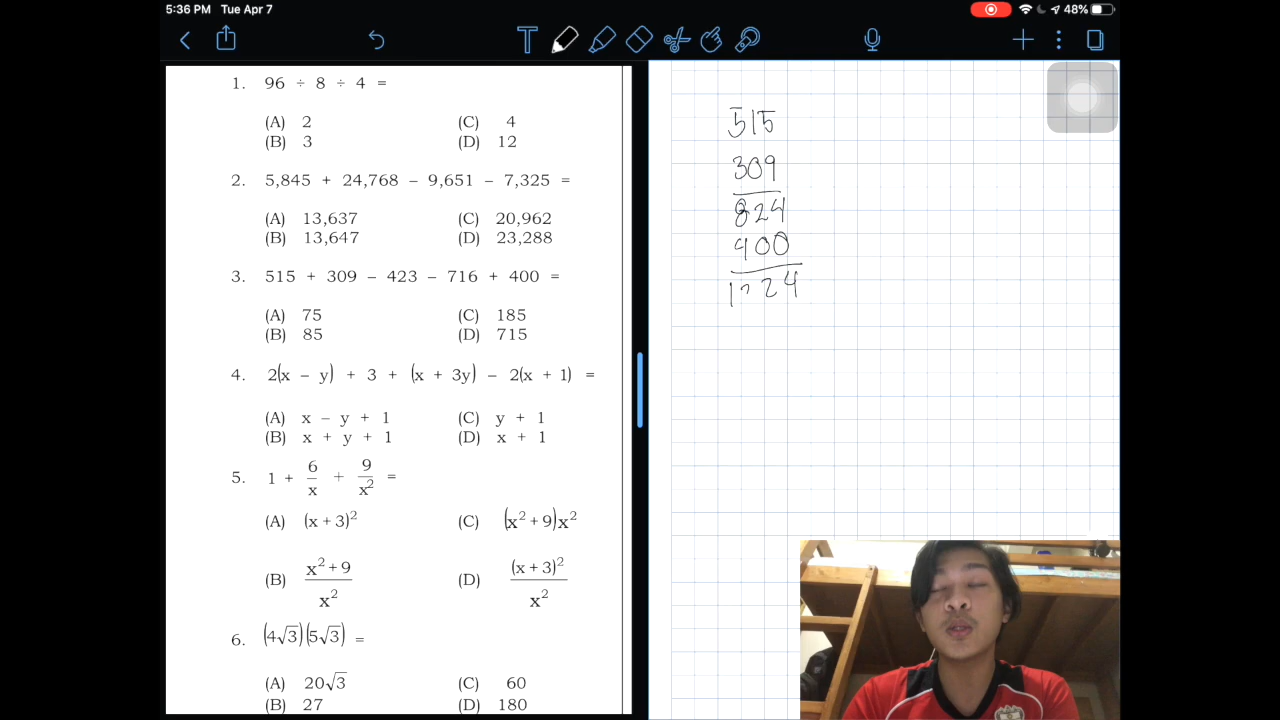 5:36 PM Tue Apr 7
48%
1. 96 ÷ 8 ÷ 4 =
(A) 2 (C) 4
(B) 3 (D) 12
2. 5,845 + 24,768 – 9,651 – 7,325 =
(A) 13,637 (C) 20,962
(B) 13,647 (D) 23,288
3. 515 + 309 – 423 – 716 + 400 =
(A) 75 (C) 185
(B) 85 (D) 715
4. 2(x – y) + 3 + (x + 3y) – 2(x + 1) =
(A) x – y + 1 (C) y + 1
(B) x + y + 1 (D) x + 1
5. 1 + 6/x + 9/x² =
(A) (x + 3)² (C) (x² + 9)x²
(B) x² + 9 / x² (D) (x + 3)² / x²
6. (4√3)(5√3) =
(A) 20√3 (C) 60
(B) 27 (D) 180
515
309
824
400
1224